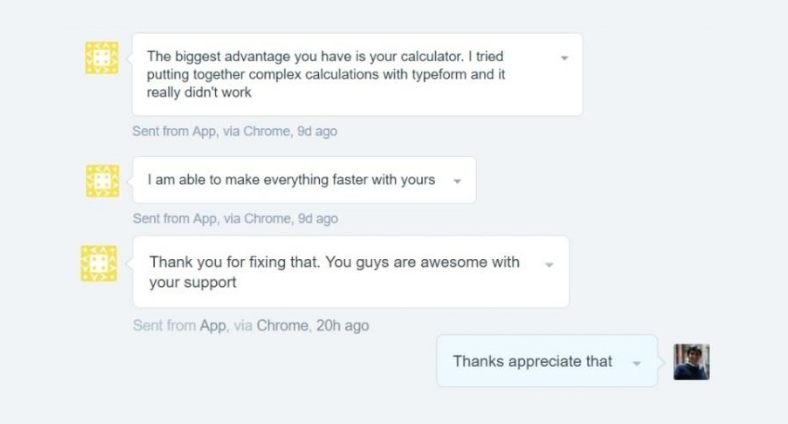 The biggest advantage you have is your calculator. I tried
putting together complex calculations with typeform and it
really didn't work
Sent from App, via Chrome, 9d ago
I am able to make everything faster with yours
Sent from App, via Chrome, 9d ago
Thank you for fixing that. You guys are awesome with
your support
Sent from App, via Chrome, 20h ago
Thanks appreciate that